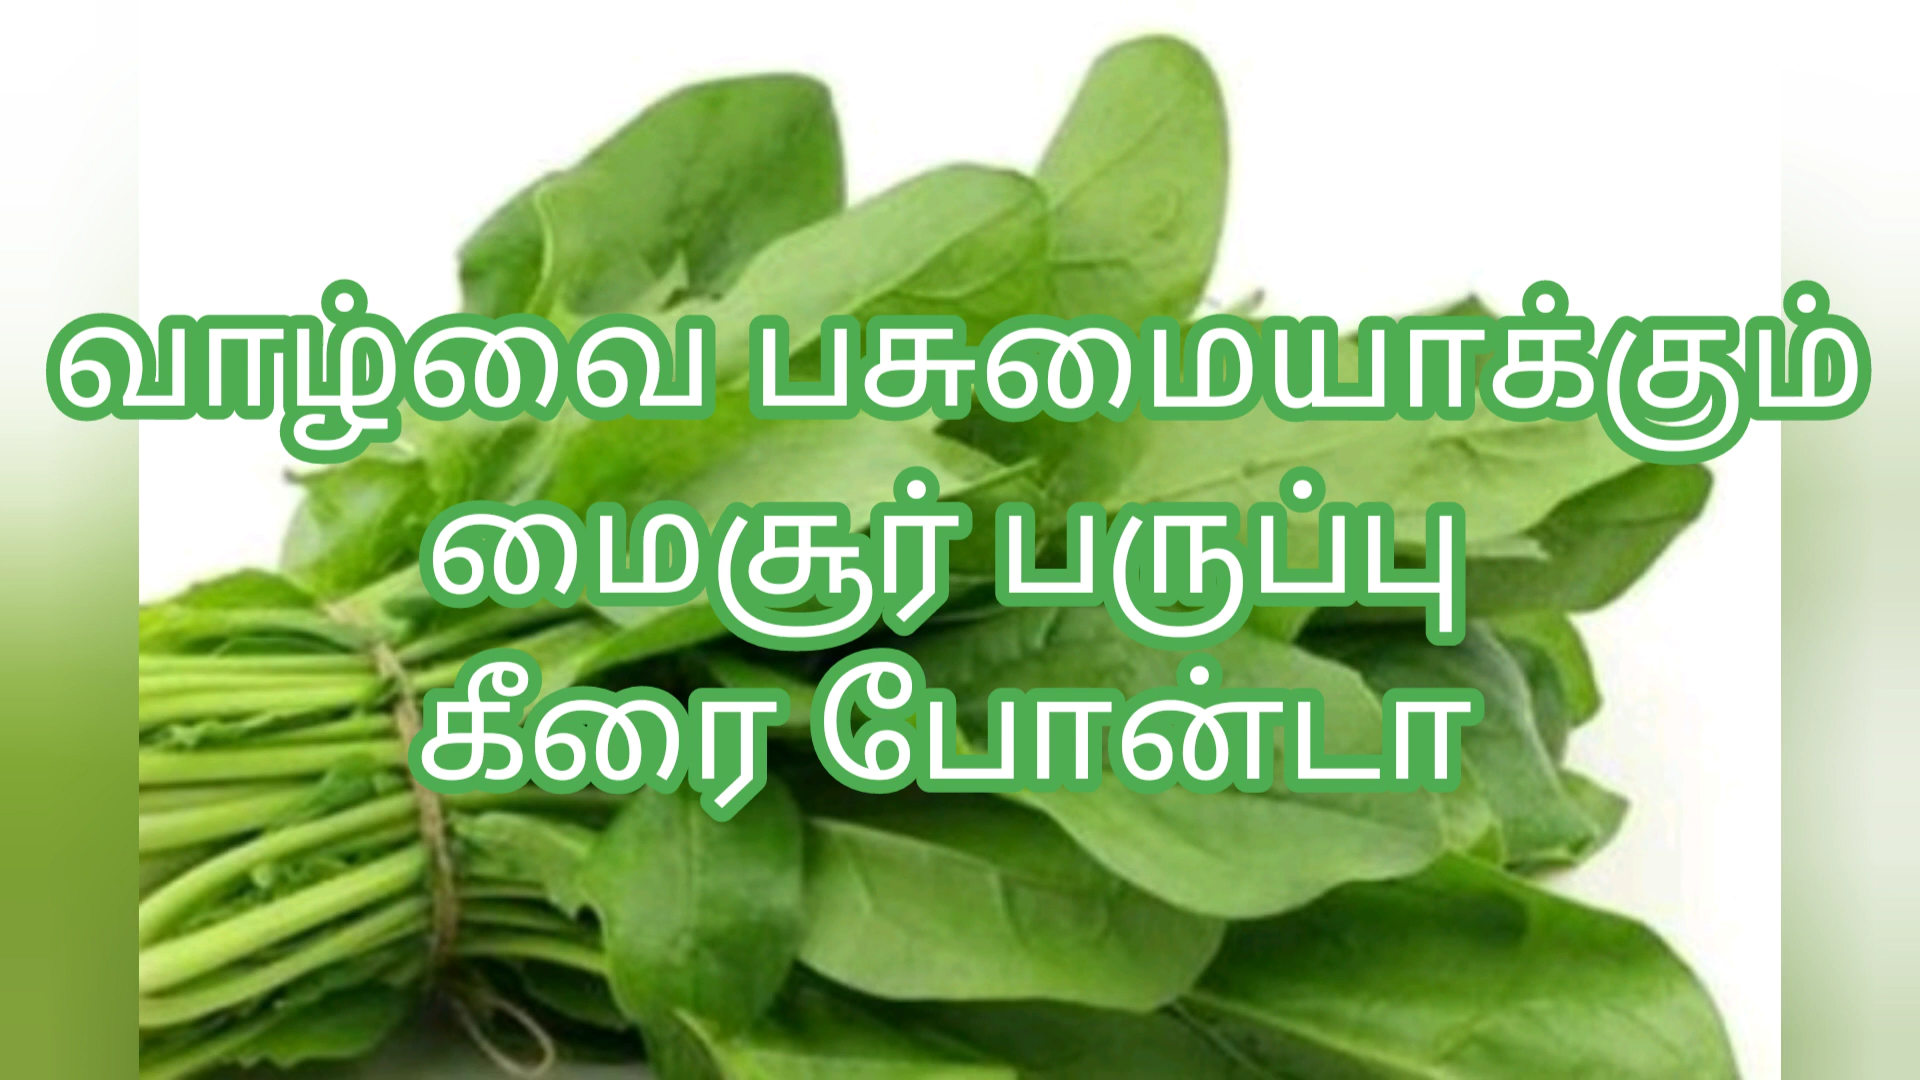 வாழ்வை பசுமையாக்கும்
மைசூர் பருப்பு
கீரை போன்டா